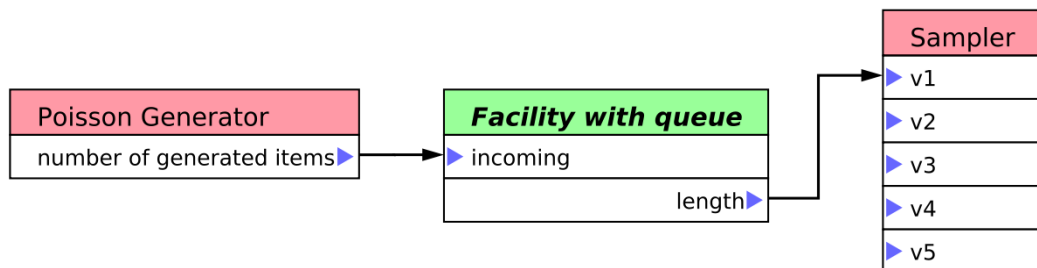 Poisson Generator
number of generated items
Facility with queue
incoming
length
Sampler
v1
v2
v3
v4
v5